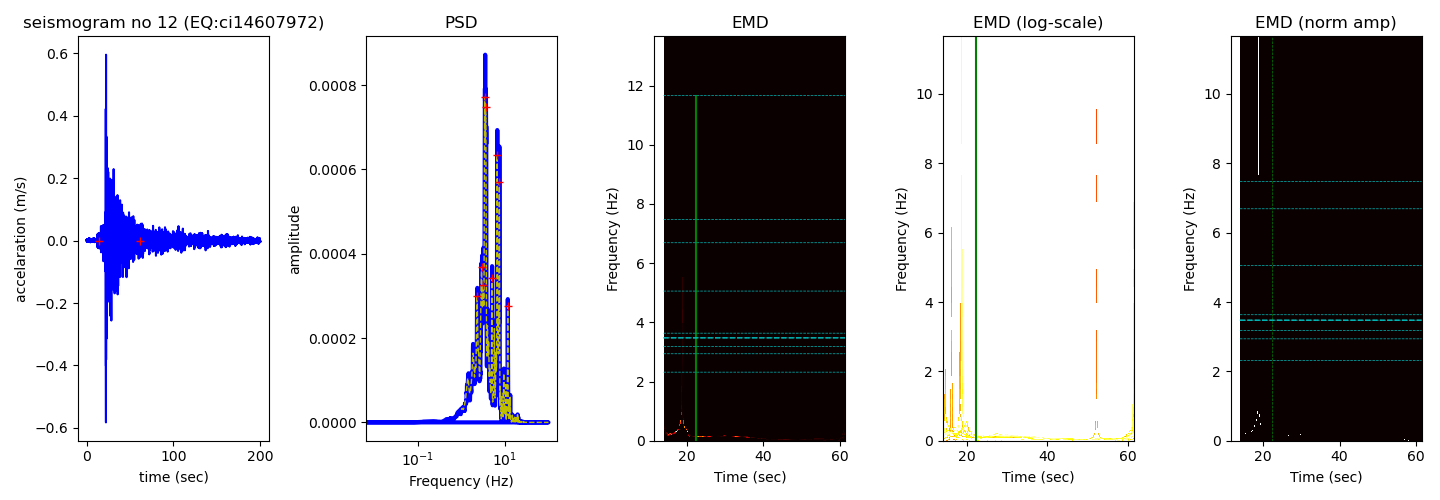 seismogram no 12 (EQ:ci14607972)
accelaration (m/s)
0.6
0.4
0.2
0.0
−0.2
−0.4
−0.6
0 100 200
time (sec)
PSD
amplitude
0.0008
0.0006
0.0004
0.0002
0.0000
10⁻¹ 10¹
Frequency (Hz)
EMD
Frequency (Hz)
12
10
8
6
4
2
0
20 40 60
Time (sec)
EMD (log-scale)
Frequency (Hz)
10
8
6
4
2
0
20 40 60
Time (sec)
EMD (norm amp)
Frequency (Hz)
10
8
6
4
2
0
20 40 60
Time (sec)